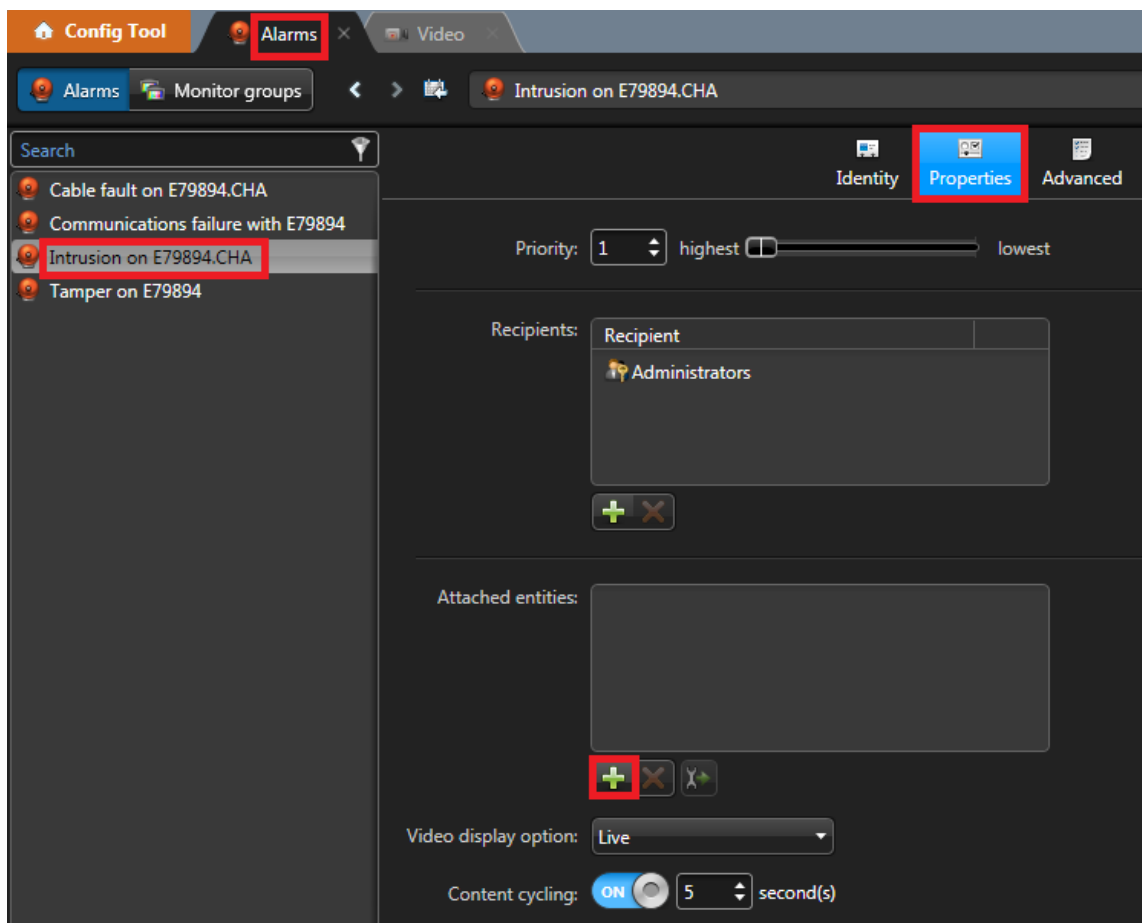 Config Tool
Alarms
Video
Alarms
Monitor groups
Intrusion on E79894.CHA
Search
Cable fault on E79894.CHA
Communications failure with E79894
Intrusion on E79894.CHA
Tamper on E79894
Identity
Properties
Advanced
Priority: 1 highest lowest
Recipients:
Recipient
Administrators
Attached entities:
Video display option: Live
Content cycling: ON 5 second(s)